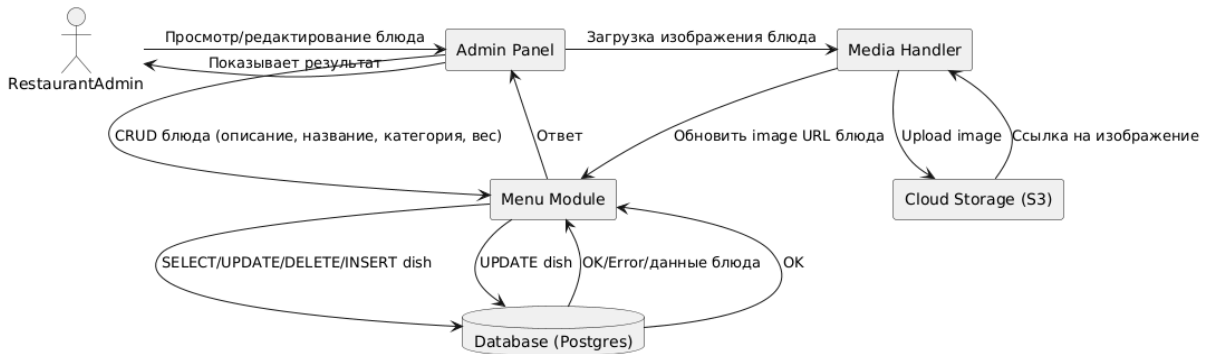 Просмотр/редактирование блюда
Admin Panel
Загрузка изображения блюда
Media Handler
Показывает результат
RestaurantAdmin
CRUD блюда (описание, название, категория, вес)
Ответ
Обновить image URL блюда
Upload image
Ссылка на изображение
Menu Module
Cloud Storage (S3)
SELECT/UPDATE/DELETE/INSERT dish
UPDATE dish
OK/Error/данные блюда
OK
Database (Postgres)